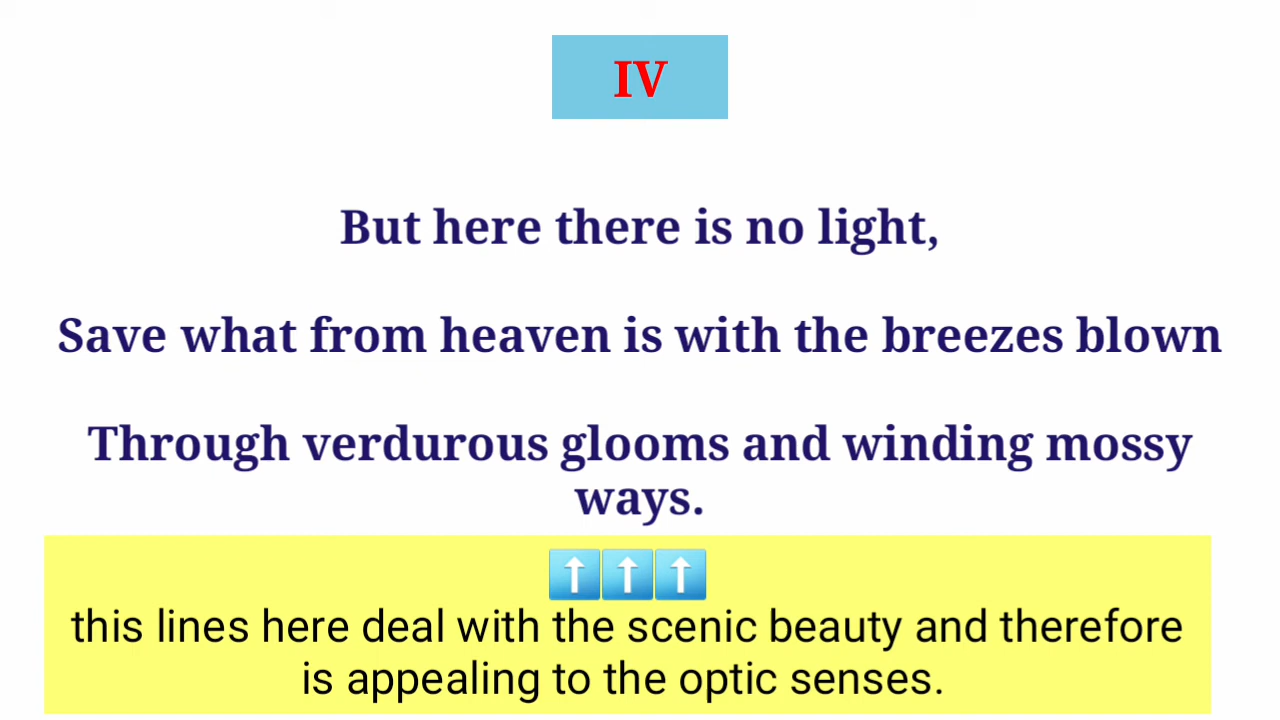 IV
But here there is no light,
Save what from heaven is with the breezes blown
Through verdurous glooms and winding mossy
ways.
⬆️⬆️⬆️
this lines here deal with the scenic beauty and therefore
is appealing to the optic senses.